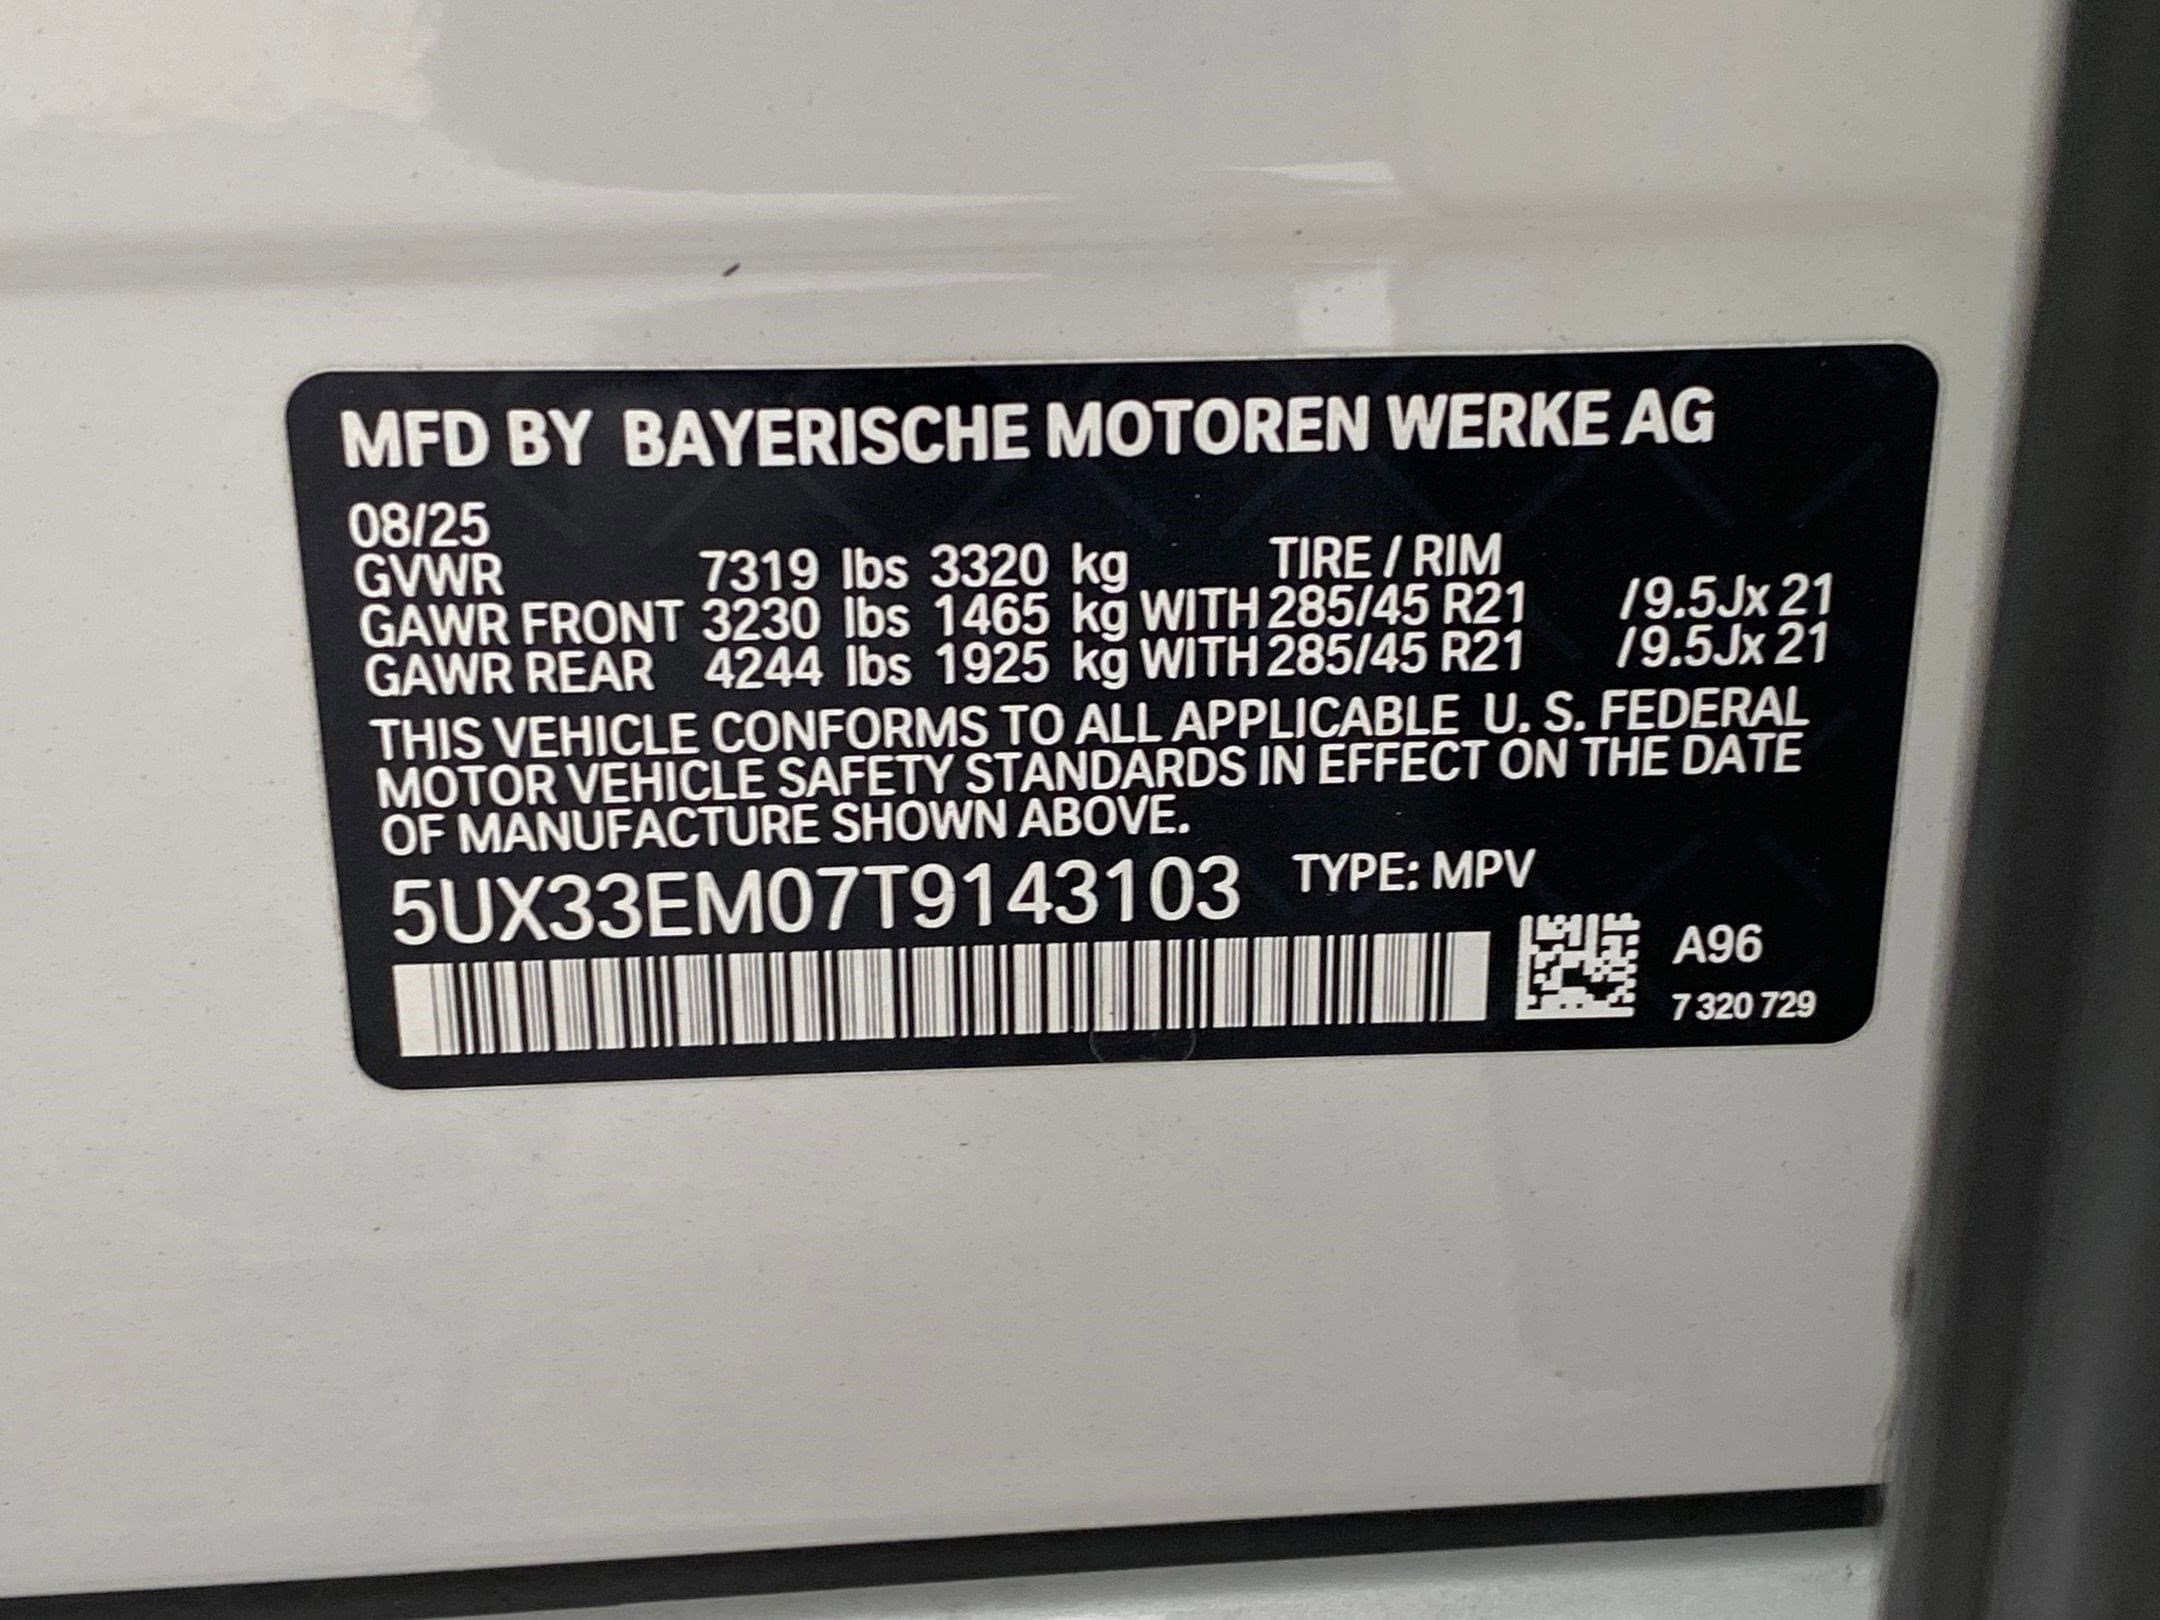 MFD BY BAYERISCHE MOTOREN WERKE AG
08/25
GVWR 7319 lbs 3320 kg TIRE / RIM
GAWR FRONT 3230 lbs 1465 kg WITH 285/45 R21 /9.5Jx 21
GAWR REAR 4244 lbs 1925 kg WITH 285/45 R21 /9.5Jx 21
THIS VEHICLE CONFORMS TO ALL APPLICABLE U. S. FEDERAL
MOTOR VEHICLE SAFETY STANDARDS IN EFFECT ON THE DATE
OF MANUFACTURE SHOWN ABOVE.
5UX33EM07T9143103 TYPE: MPV
A96
7 320 729